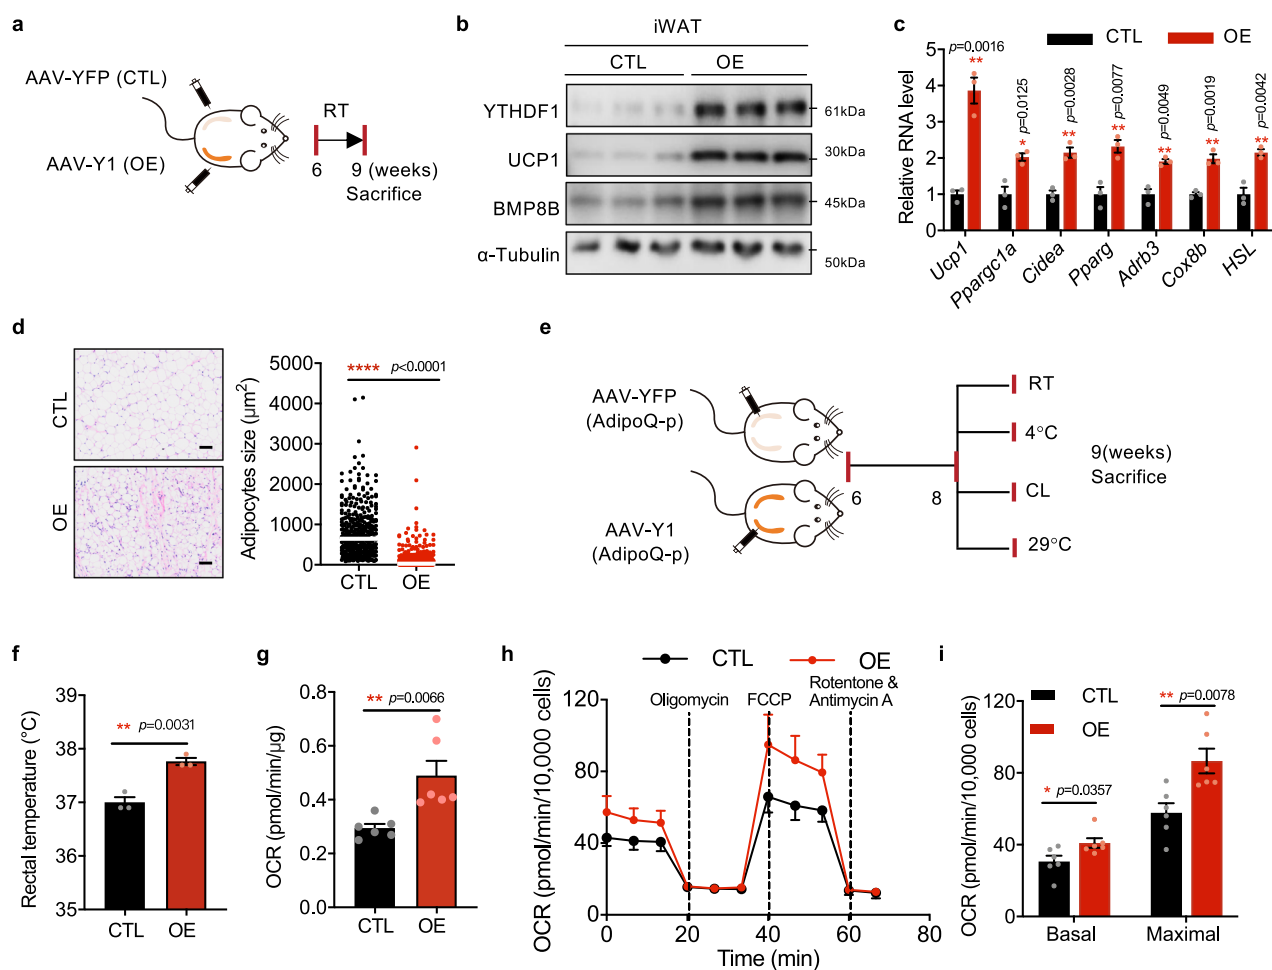 a
AAV-YFP (CTL)
AAV-Y1 (OE)
RT
6
9 (weeks)
Sacrifice
b
iWAT
CTL
OE
YTHDF1
61kDa
UCP1
30kDa
BMP8B
45kDa
α-Tubulin
50kDa
c
CTL
OE
Relative RNA level
5
4
3
2
1
0
p=0.0016
**
p=0.0125
*
p=0.0028
**
p=0.0077
**
p=0.0049
**
p=0.0019
**
p=0.0042
**
Ucp1
Ppargc1a
Cidea
Pparg
Adrb3
Cox8b
HSL
d
CTL
OE
Adipocytes size (μm²)
5000
4000
3000
2000
1000
0
**** p<0.0001
CTL
OE
e
AAV-YFP
(AdipoQ-p)
AAV-Y1
(AdipoQ-p)
6
8
RT
4°C
CL
29°C
9(weeks)
Sacrifice
f
Rectal temperature (°C)
39
38
37
36
35
** p=0.0031
CTL
OE
g
OCR (pmol/min/μg)
0.8
0.6
0.4
0.2
0.0
** p=0.0066
CTL
OE
h
CTL
OE
OCR (pmol/min/10,000 cells)
120
80
40
0
Oligomycin
FCCP
Rotentone &
Antimycin A
0
20
40
60
80
Time (min)
i
CTL
OE
OCR (pmol/min/10,000 cells)
120
80
40
0
* p=0.0357
** p=0.0078
Basal
Maximal